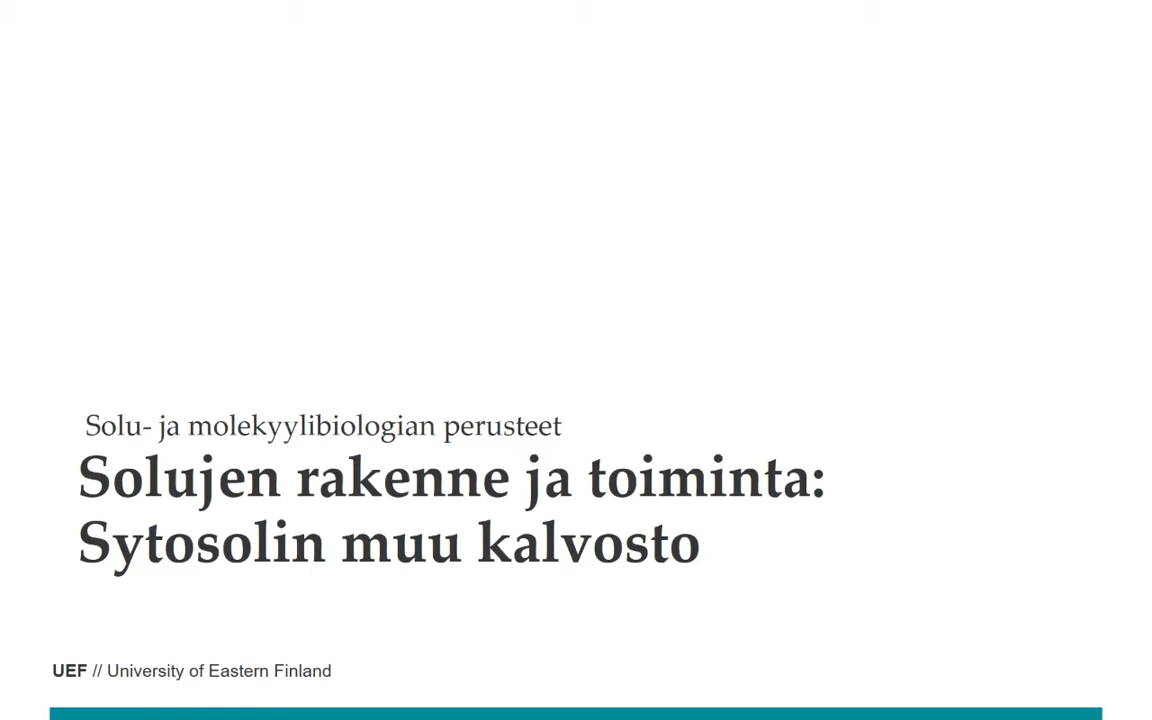 Solu- ja molekyylibiologian perusteet
Solujen rakenne ja toiminta:
Sytosolin muu kalvosto
UEF // University of Eastern Finland